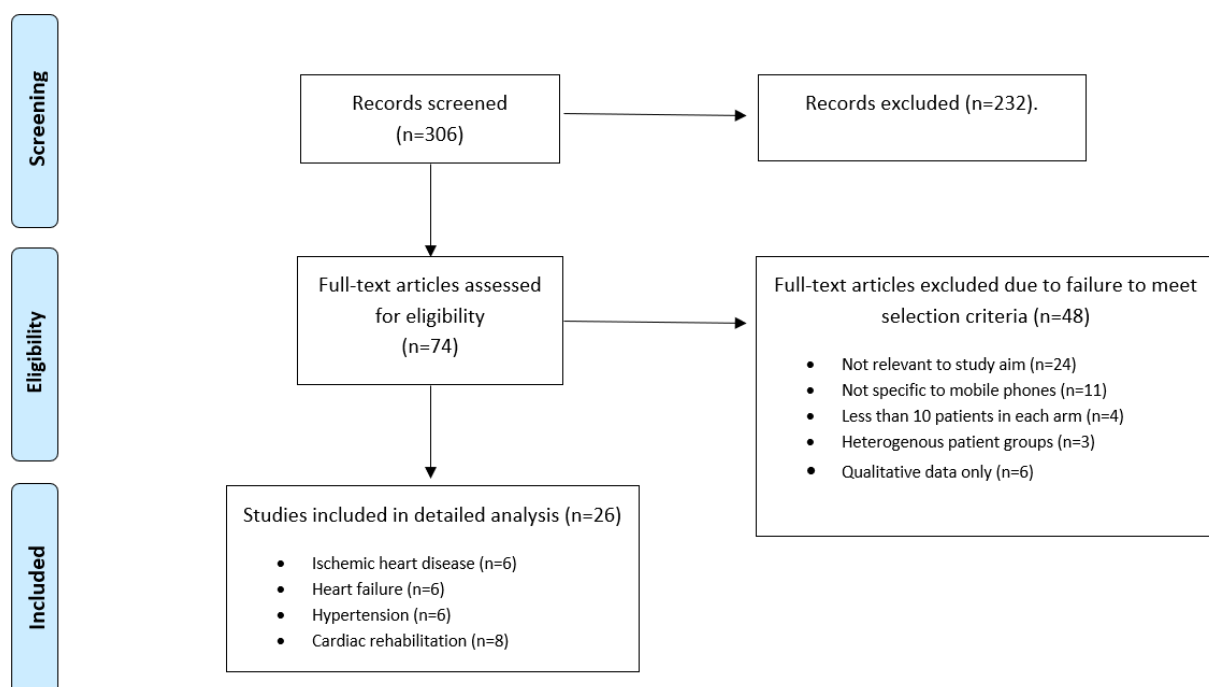 Screening
Records screened
(n=306)
Records excluded (n=232).
Eligibility
Full-text articles assessed
for eligibility
(n=74)
Full-text articles excluded due to failure to meet
selection criteria (n=48)
• Not relevant to study aim (n=24)
• Not specific to mobile phones (n=11)
• Less than 10 patients in each arm (n=4)
• Heterogenous patient groups (n=3)
• Qualitative data only (n=6)
Included
Studies included in detailed analysis (n=26)
• Ischemic heart disease (n=6)
• Heart failure (n=6)
• Hypertension (n=6)
• Cardiac rehabilitation (n=8)